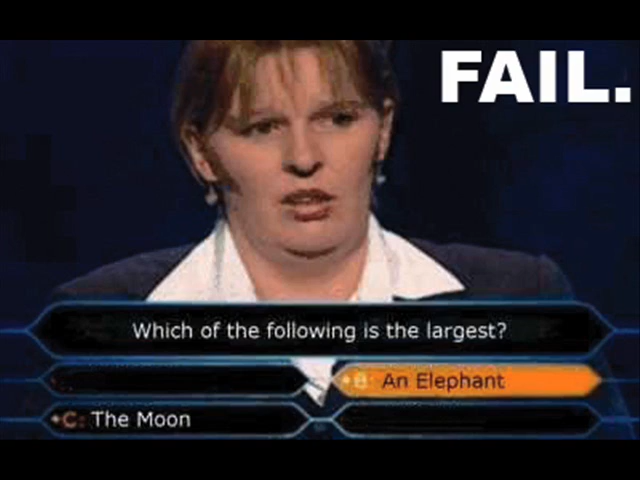 FAIL.
Which of the following is the largest?
B: An Elephant
C: The Moon